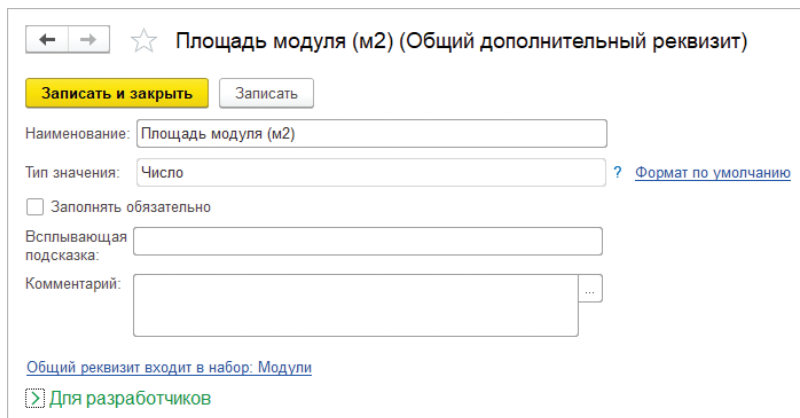 Площадь модуля (м2) (Общий дополнительный реквизит)
Записать и закрыть Записать
Наименование: Площадь модуля (м2)
Тип значения: Число ? Формат по умолчанию
Заполнять обязательно
Всплывающая
подсказка:
Комментарий: ...
Общий реквизит входит в набор: Модули
Для разработчиков